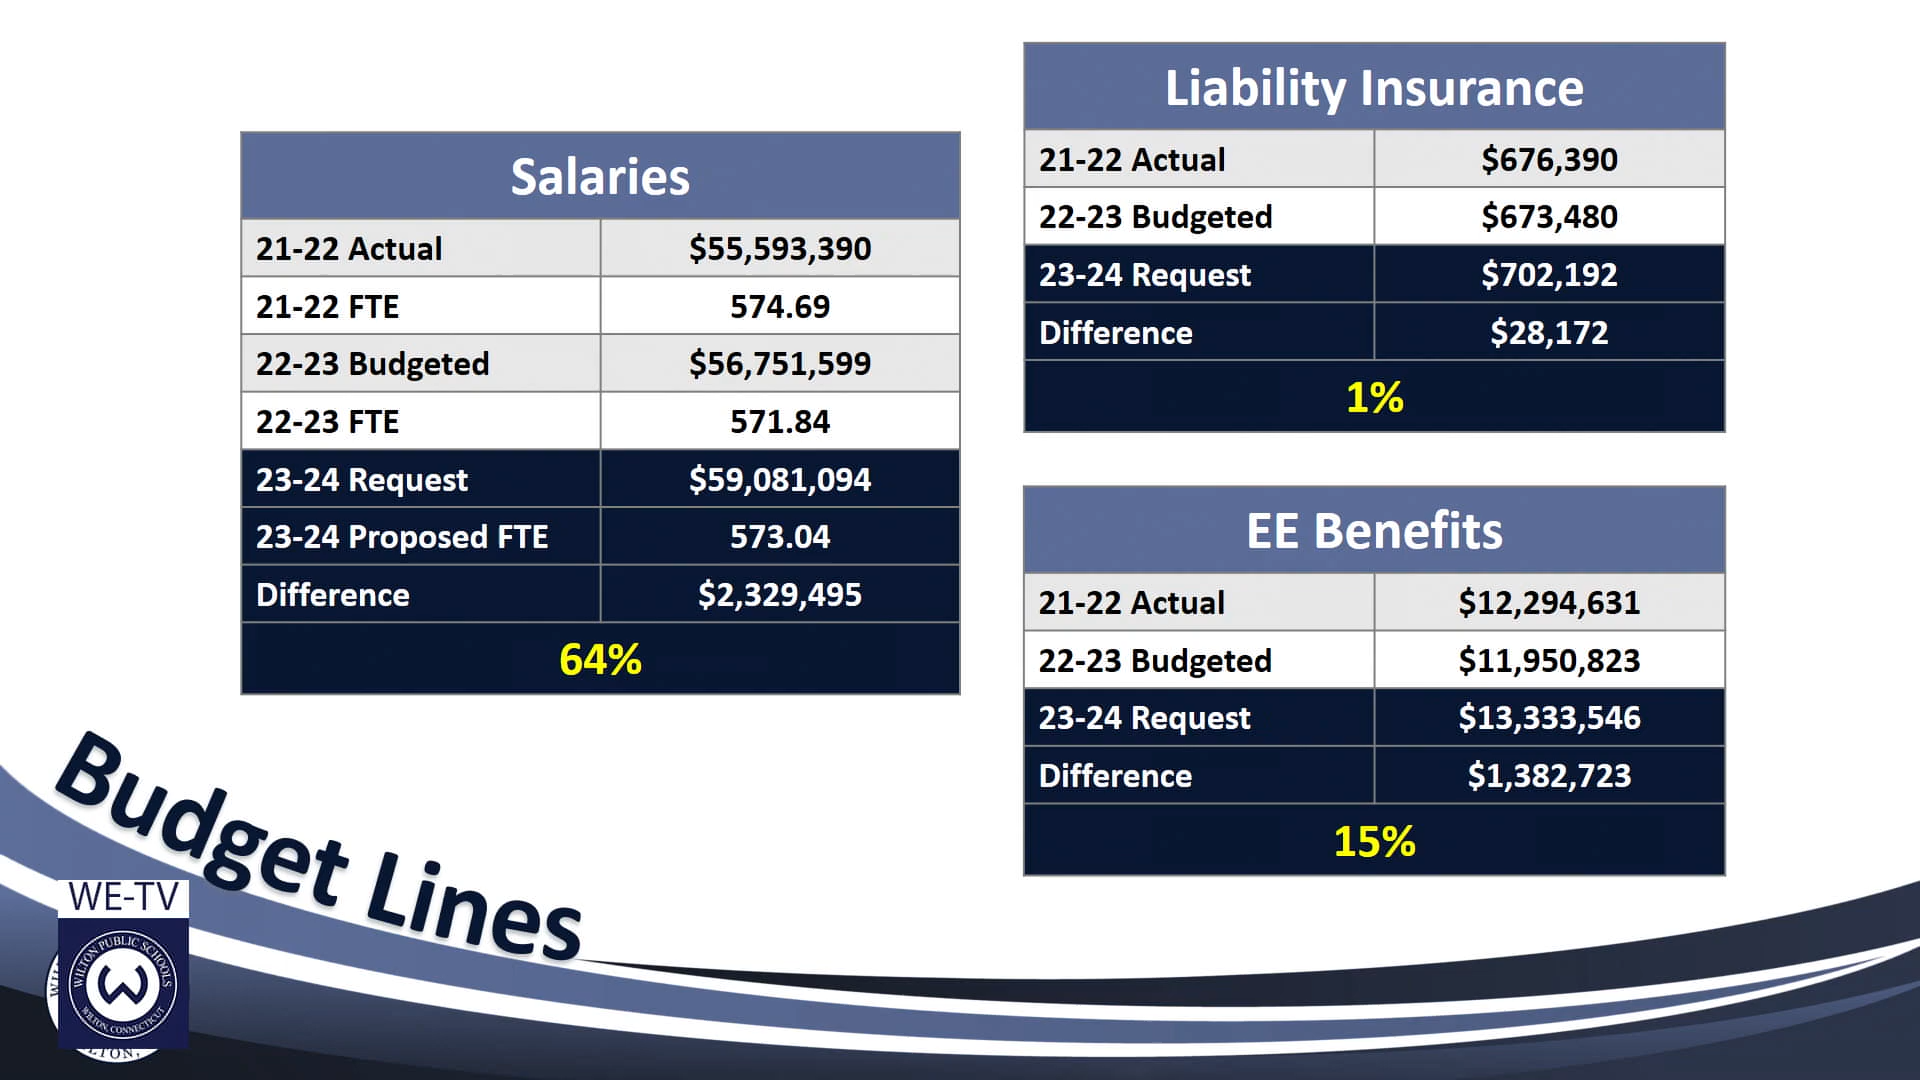 Salaries
21-22 Actual $55,593,390
21-22 FTE 574.69
22-23 Budgeted $56,751,599
22-23 FTE 571.84
23-24 Request $59,081,094
23-24 Proposed FTE 573.04
Difference $2,329,495
64%
Liability Insurance
21-22 Actual $676,390
22-23 Budgeted $673,480
23-24 Request $702,192
Difference $28,172
1%
EE Benefits
21-22 Actual $12,294,631
22-23 Budgeted $11,950,823
23-24 Request $13,333,546
Difference $1,382,723
15%
Budget Lines
WE-TV
WILTON PUBLIC SCHOOLS
W
WILTON, CONNECTICUT